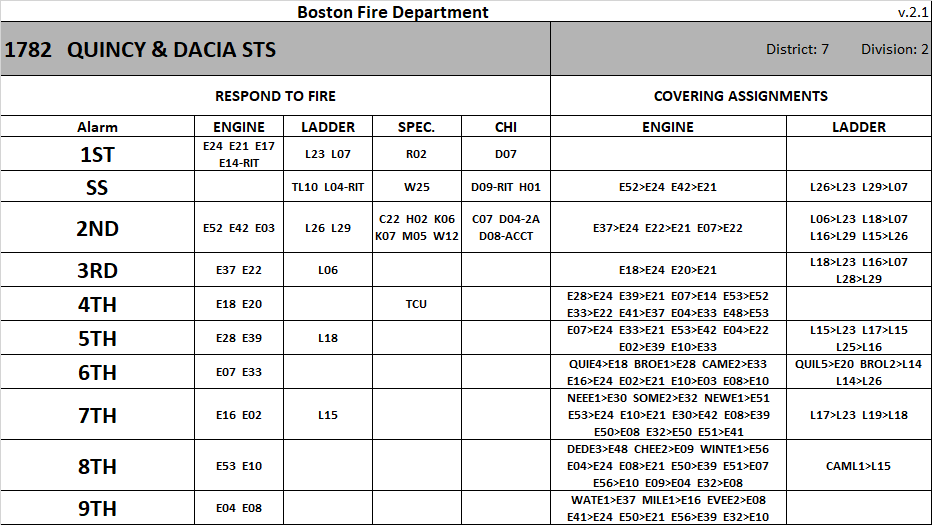 Boston Fire Department v.2.1
1782 QUINCY & DACIA STS District: 7 Division: 2
RESPOND TO FIRE COVERING ASSIGNMENTS
Alarm ENGINE LADDER SPEC. CHI ENGINE LADDER
1ST
E24 E21 E17
E14-RIT
L23 L07
R02
D07
SS
TL10 L04-RIT
W25
D09-RIT H01
E52>E24 E42>E21
L26>L23 L29>L07
2ND
E52 E42 E03
L26 L29
C22 H02 K06
K07 M05 W12
C07 D04-2A
D08-ACCT
E37>E24 E22>E21 E07>E22
L06>L23 L18>L07
L16>L29 L15>L26
3RD
E37 E22
L06
E18>E24 E20>E21
L18>L23 L16>L07
L28>L29
4TH
E18 E20
TCU
E28>E24 E39>E21 E07>E14 E53>E52
E33>E22 E41>E37 E04>E33 E48>E53
5TH
E28 E39
L18
E07>E24 E33>E21 E53>E42 E04>E22
E02>E39 E10>E33
L15>L23 L17>L15
L25>L16
6TH
E07 E33
QUIE4>E18 BROE1>E28 CAME2>E33
E16>E24 E02>E21 E10>E03 E08>E10
QUIL5>E20 BROL2>L14
L14>L26
7TH
E16 E02
L15
NEEE1>E30 SOME2>E32 NEWE1>E51
E53>E24 E10>E21 E30>E42 E08>E39
E50>E08 E32>E50 E51>E41
L17>L23 L19>L18
8TH
E53 E10
DEDE3>E48 CHEE2>E09 WINTE1>E56
E04>E24 E08>E21 E50>E39 E51>E07
E56>E10 E09>E04 E32>E08
CAML1>L15
9TH
E04 E08
WATE1>E37 MILE1>E16 EVEE2>E08
E41>E24 E50>E21 E56>E39 E32>E10